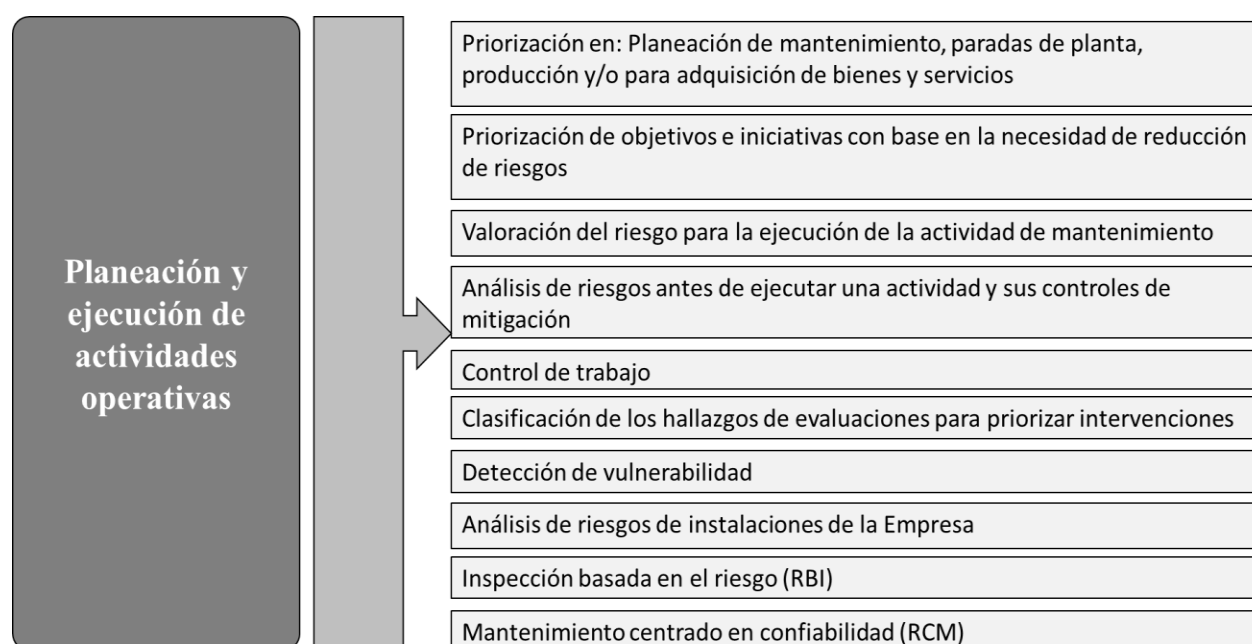 Planeación y
ejecución de
actividades
operativas
Priorización en: Planeación de mantenimiento, paradas de planta,
producción y/o para adquisición de bienes y servicios
Priorización de objetivos e iniciativas con base en la necesidad de reducción
de riesgos
Valoración del riesgo para la ejecución de la actividad de mantenimiento
Análisis de riesgos antes de ejecutar una actividad y sus controles de
mitigación
Control de trabajo
Clasificación de los hallazgos de evaluaciones para priorizar intervenciones
Detección de vulnerabilidad
Análisis de riesgos de instalaciones de la Empresa
Inspección basada en el riesgo (RBI)
Mantenimiento centrado en confiabilidad (RCM)